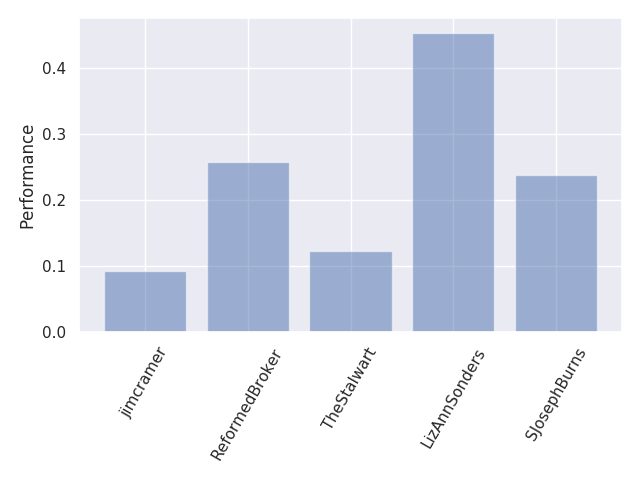 0.4
0.3
0.2
0.1
0.0
Performance
jimcramer
ReformedBroker
TheStalwart
LizAnnSonders
SJosephBurns